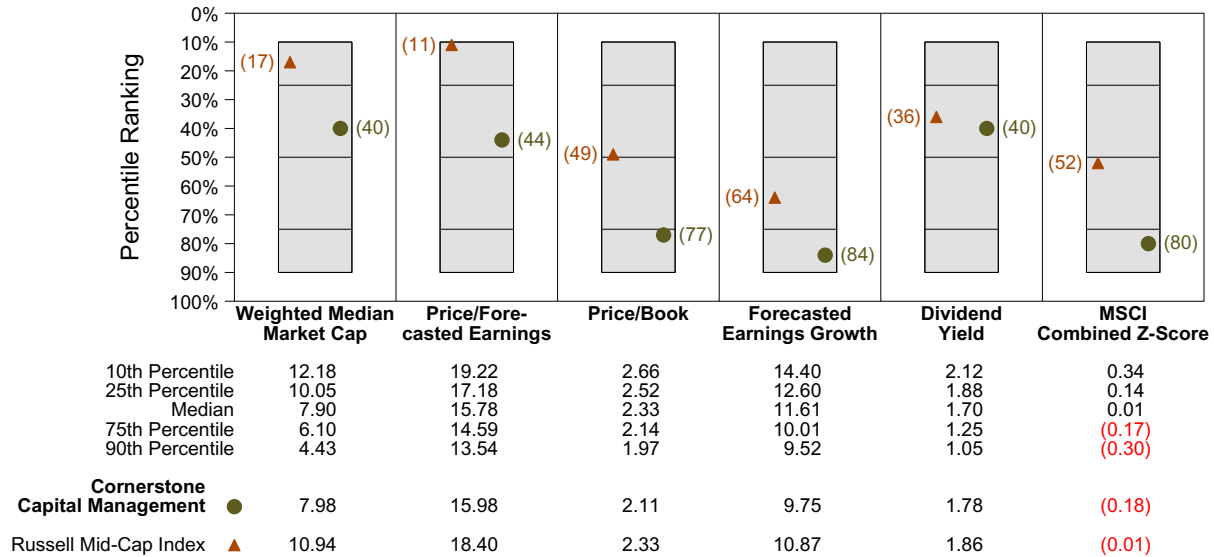 Percentile Ranking
0%
10%
20%
30%
40%
50%
60%
70%
80%
90%
100%
(17)
(40)
(11)
(44)
(49)
(77)
(64)
(84)
(36)
(40)
(52)
(80)
Weighted Median Price/Fore- Price/Book Forecasted Dividend MSCI
Market Cap casted Earnings Earnings Growth Yield Combined Z-Score
10th Percentile 12.18 19.22 2.66 14.40 2.12 0.34
25th Percentile 10.05 17.18 2.52 12.60 1.88 0.14
Median 7.90 15.78 2.33 11.61 1.70 0.01
75th Percentile 6.10 14.59 2.14 10.01 1.25 (0.17)
90th Percentile 4.43 13.54 1.97 9.52 1.05 (0.30)
Cornerstone
Capital Management 7.98 15.98 2.11 9.75 1.78 (0.18)
Russell Mid-Cap Index 10.94 18.40 2.33 10.87 1.86 (0.01)